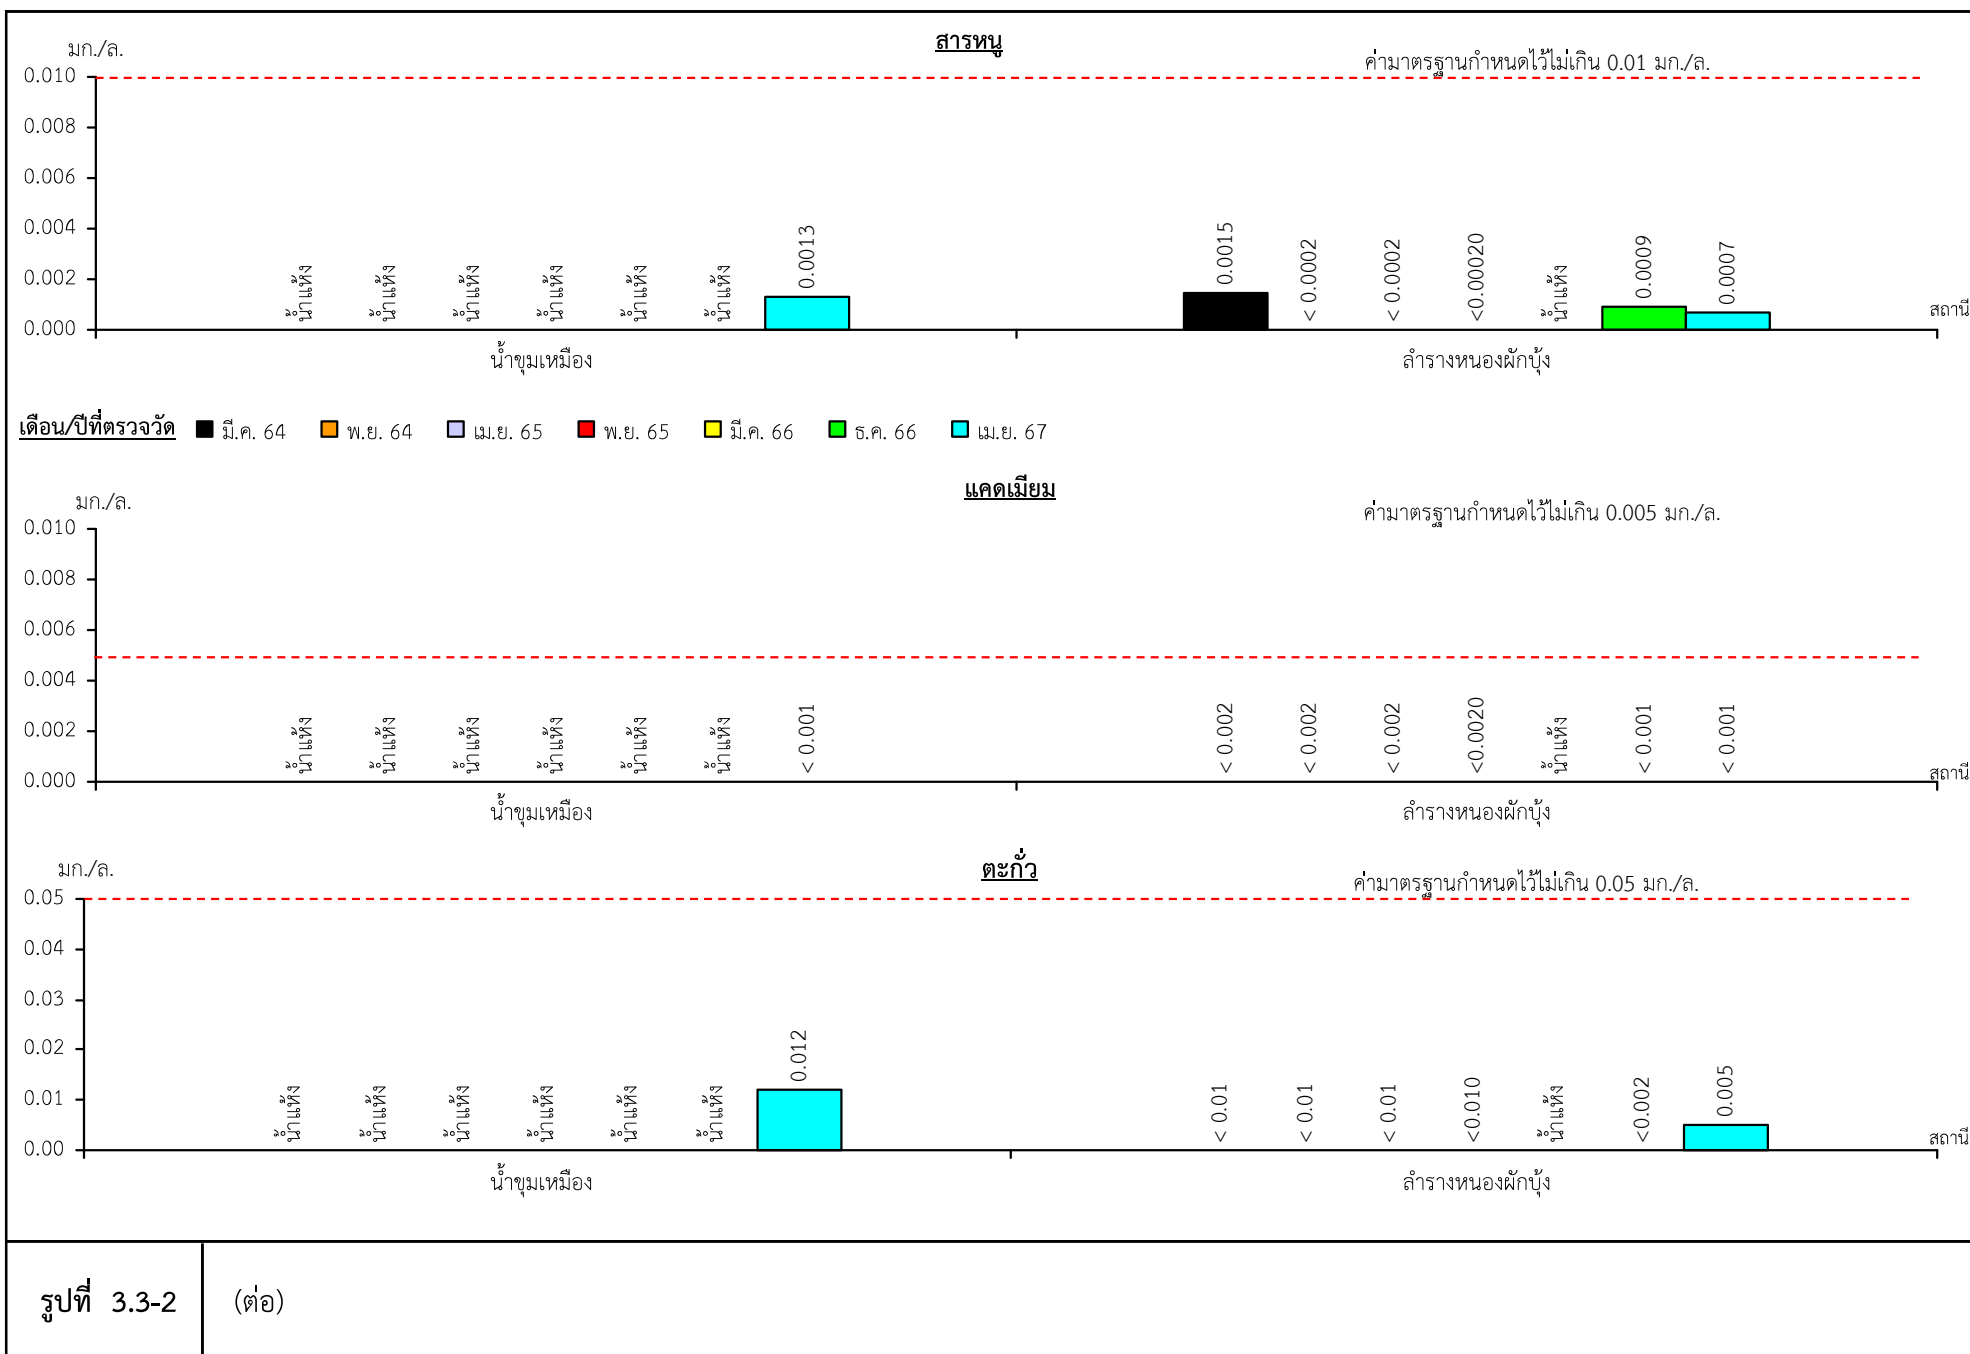 สารหนู
มก./ล.
ค่ามาตรฐานกำหนดไว้ไม่เกิน 0.01 มก./ล.
0.010
0.008
0.006
0.004
0.002
0.000
น้ำแห้ง น้ำแห้ง น้ำแห้ง น้ำแห้ง น้ำแห้ง น้ำแห้ง 0.0013
0.0015 < 0.0002 < 0.0002 <0.00020 น้ำแห้ง 0.0009 0.0007
สถานี
น้ำขุมเหมือง ลำรางหนองผักบุ้ง
เดือน/ปีที่ตรวจวัด มี.ค. 64 พ.ย. 64 เม.ย. 65 พ.ย. 65 มี.ค. 66 ธ.ค. 66 เม.ย. 67
แคดเมียม
มก./ล.
ค่ามาตรฐานกำหนดไว้ไม่เกิน 0.005 มก./ล.
0.010
0.008
0.006
0.004
0.002
0.000
น้ำแห้ง น้ำแห้ง น้ำแห้ง น้ำแห้ง น้ำแห้ง น้ำแห้ง < 0.001
< 0.002 < 0.002 < 0.002 <0.0020 น้ำแห้ง < 0.001 < 0.001
สถานี
น้ำขุมเหมือง ลำรางหนองผักบุ้ง
ตะกั่ว
มก./ล.
ค่ามาตรฐานกำหนดไว้ไม่เกิน 0.05 มก./ล.
0.05
0.04
0.03
0.02
0.01
0.00
น้ำแห้ง น้ำแห้ง น้ำแห้ง น้ำแห้ง น้ำแห้ง น้ำแห้ง 0.012
< 0.01 < 0.01 < 0.01 <0.010 น้ำแห้ง <0.002 0.005
สถานี
น้ำขุมเหมือง ลำรางหนองผักบุ้ง
รูปที่ 3.3-2 (ต่อ)